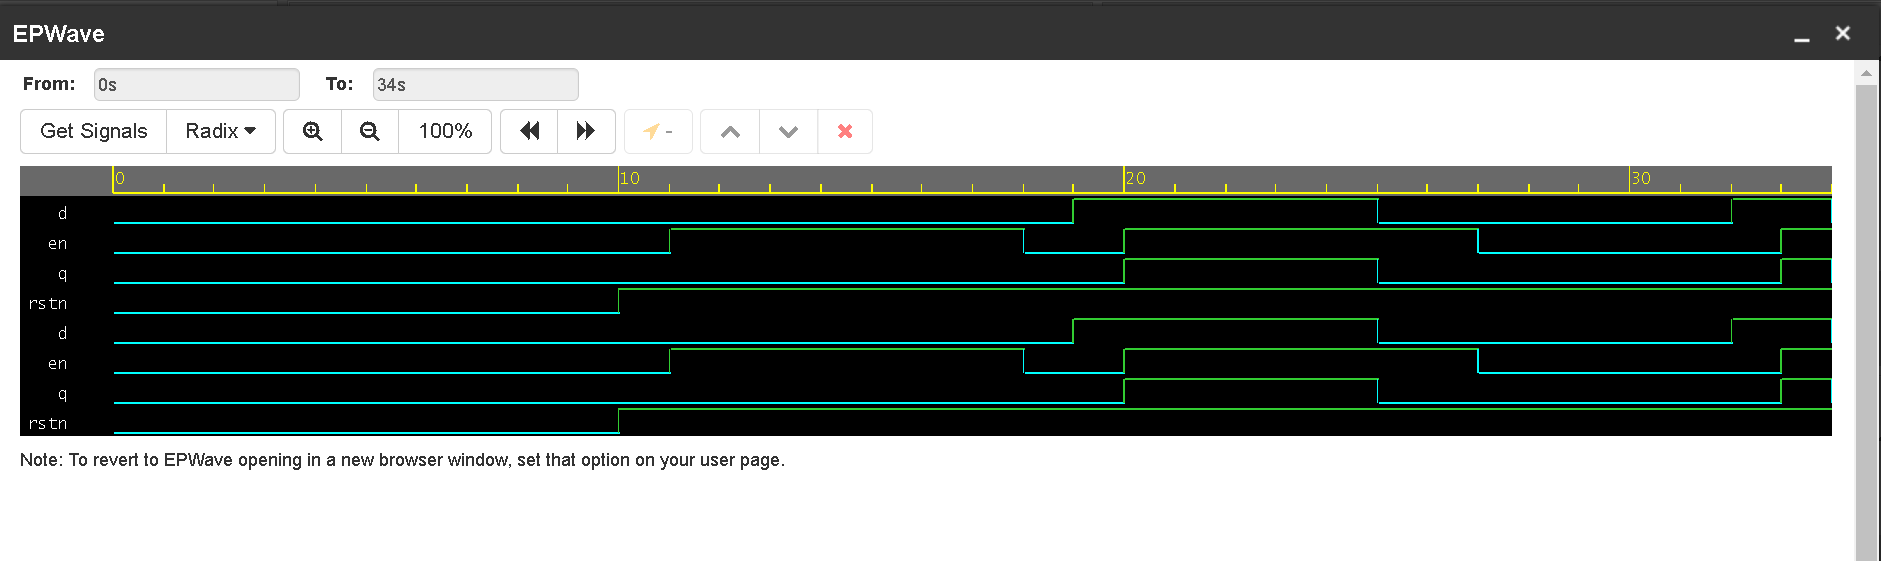 EPWave
From: 0s To: 34s
Get Signals Radix 100% -
0 10 20 30
d
en
q
rstn
d
en
q
rstn
Note: To revert to EPWave opening in a new browser window, set that option on your user page.